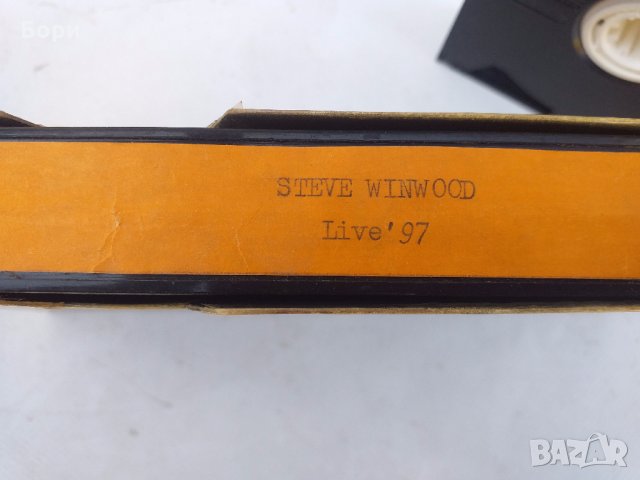 Бори
STEVE WINWOOD
Live'97
BAZAR